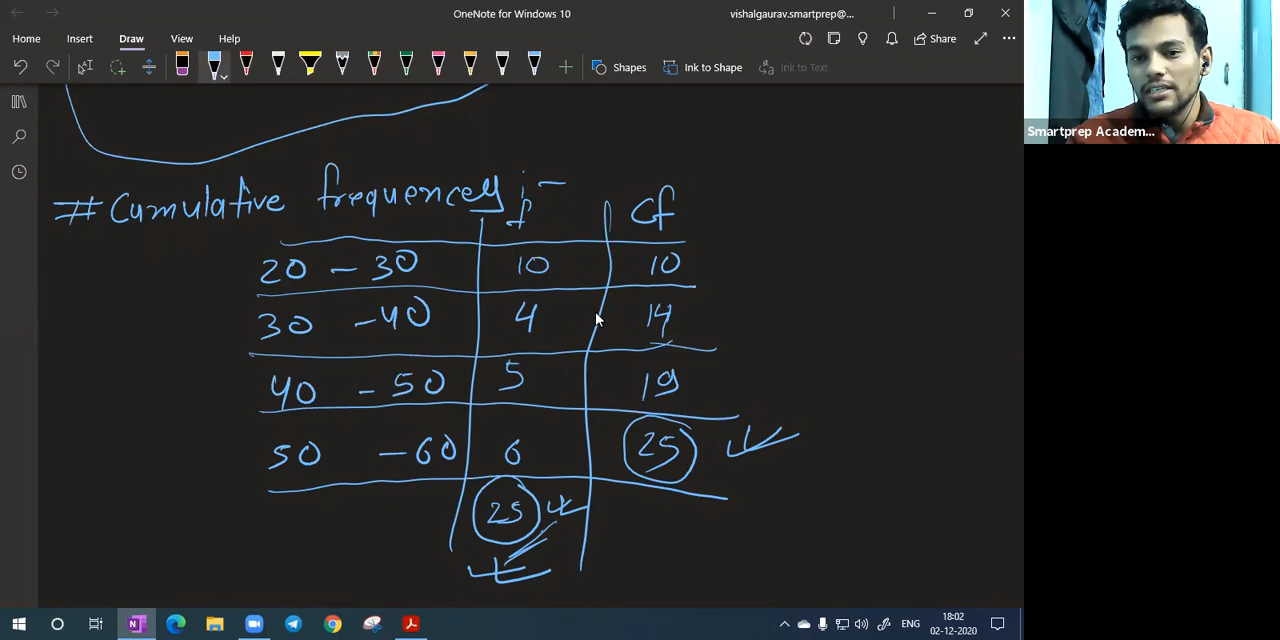 OneNote for Windows 10
vishalgaurav.smartprep@...
Home Insert Draw View Help
Share
Shapes Ink to Shape Ink to Text
Smartprep Academ...
# Cumulative frequencey :-
f Cf
20 - 30 10 10
30 - 40 4 14
40 - 50 5 19
50 - 60 6 25
25
18:02
ENG
02-12-2020